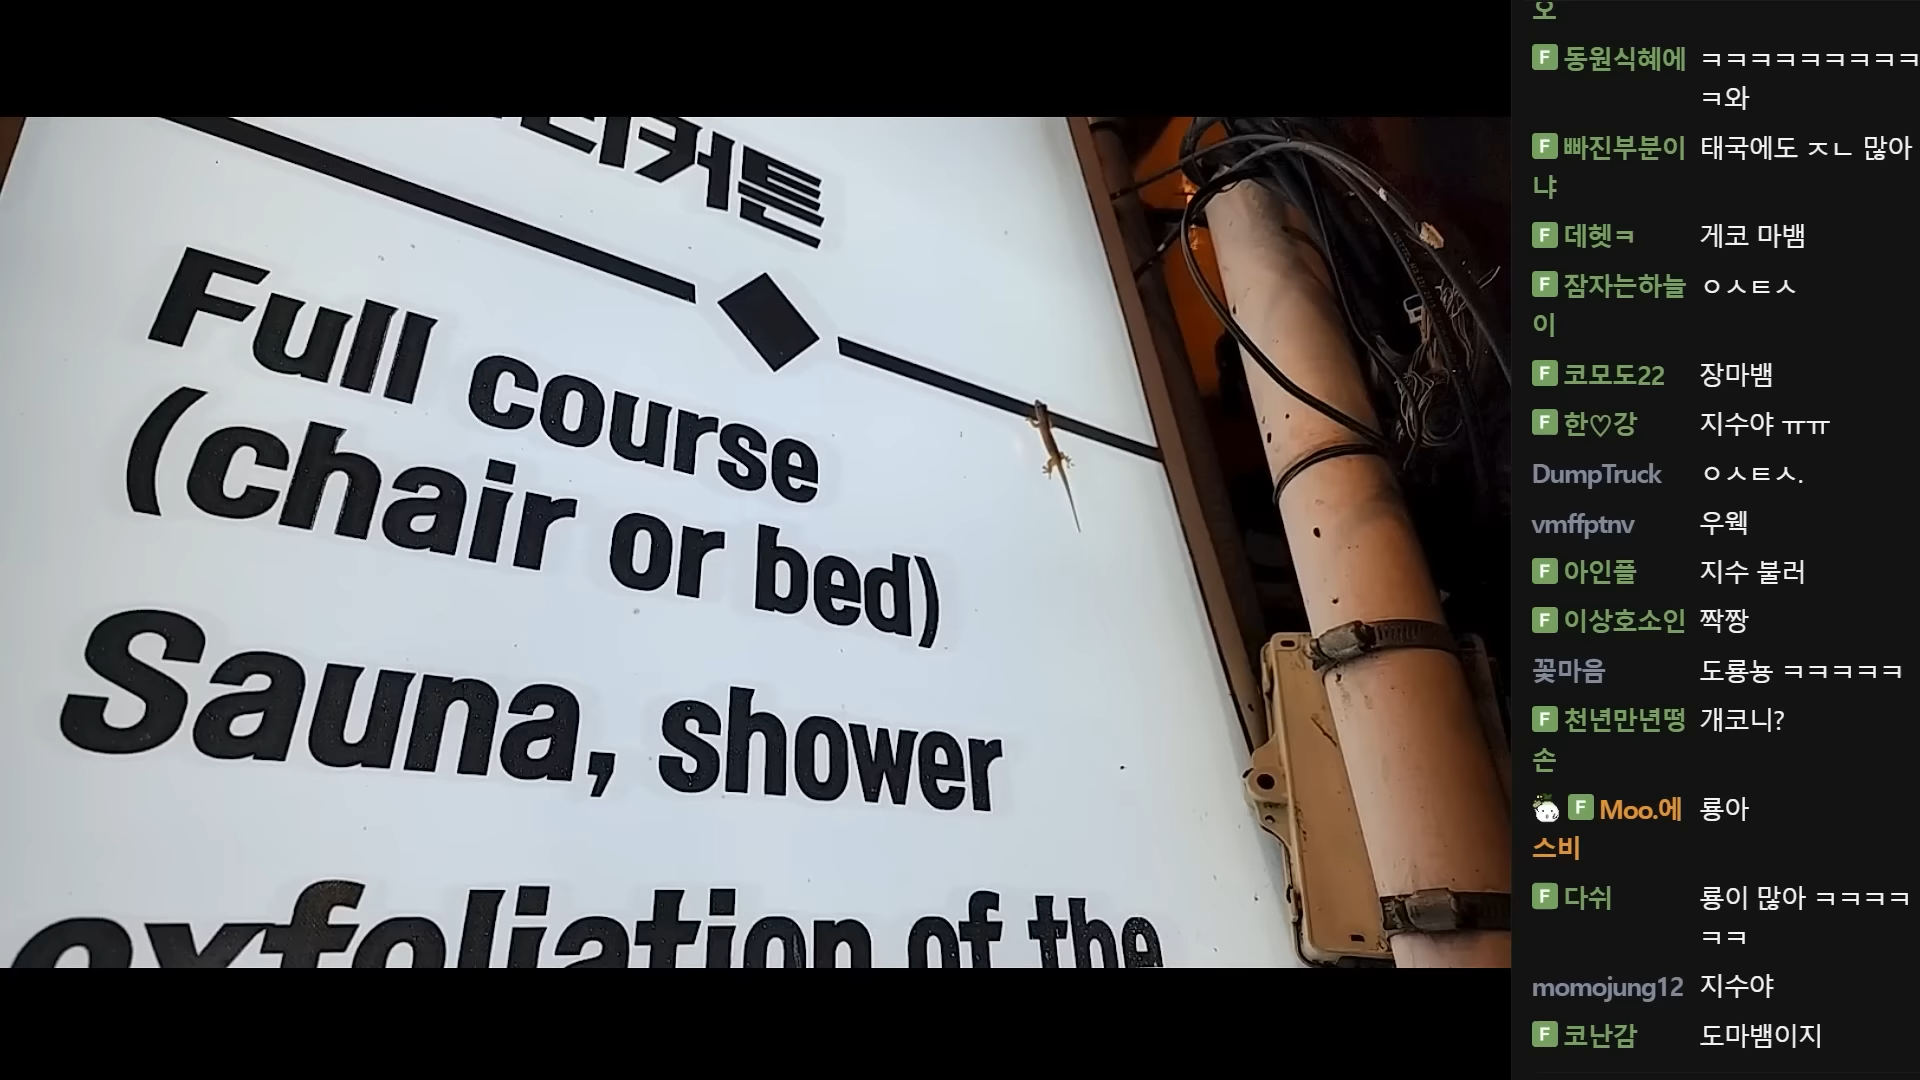 커튼
Full course
(chair or bed)
Sauna, shower
exfoliation of the
오
F 동원식혜에 ㅋㅋㅋㅋㅋㅋㅋㅋㅋ
ㅋ와
F 빠진부분이 태국에도 ㅈㄴ 많아
냐
F 데헷ㅋ 게코 마뱀
F 잠자는하늘 ㅇㅅㅌㅅ
이
F 코모도22 장마뱀
F 한♡강 지수야 ㅠㅠ
DumpTruck ㅇㅅㅌㅅ.
vmffptnv 우웩
F 아인플 지수 불러
F 이상호소인 짝짱
꽃마음 도룡뇽 ㅋㅋㅋㅋㅋ
F 천년만년떵 개코니?
손
F Moo.에 룡아
스비
F 다쉬 룡이 많아 ㅋㅋㅋㅋ
ㅋㅋ
momojung12 지수야
F 코난감 도마뱀이지